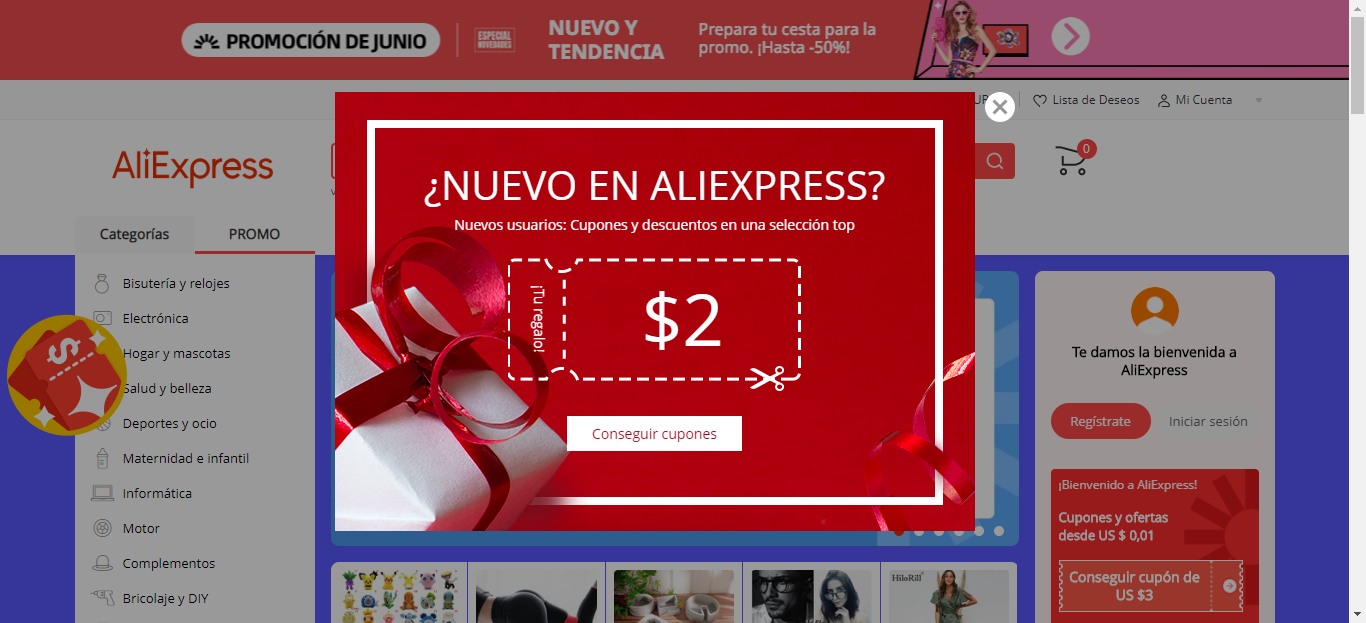 PROMOCIÓN DE JUNIO
ESPECIAL
NOVEDADES
NUEVO Y
TENDENCIA
Prepara tu cesta para la
promo. ¡Hasta -50%!
Lista de Deseos
Mi Cuenta
AliExpress
0
Categorías
PROMO
¿NUEVO EN ALIEXPRESS?
Nuevos usuarios: Cupones y descuentos en una selección top
¡Tu regalo!
$2
Conseguir cupones
Bisutería y relojes
Electrónica
Hogar y mascotas
Salud y belleza
Deportes y ocio
Maternidad e infantil
Informática
Motor
Complementos
Bricolaje y DIY
$
Te damos la bienvenida a
AliExpress
Regístrate
Iniciar sesión
¡Bienvenido a AliExpress!
Cupones y ofertas
desde US $ 0,01
Conseguir cupón de
US $3
HiloRill